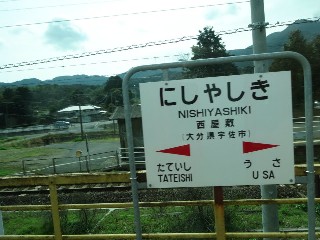 にしやしき
NISHIYASHIKI
西屋敷
(大分県宇佐市)
たていし うさ
TATEISHI USA